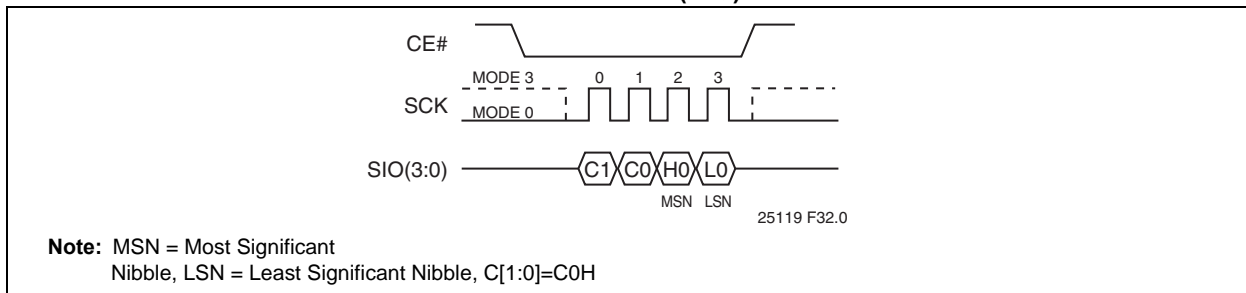 CE#
MODE 3 0 1 2 3
SCK
MODE 0
SIO(3:0) C1 C0 H0 L0
MSN LSN
25119 F32.0
Note: MSN = Most Significant
Nibble, LSN = Least Significant Nibble, C[1:0]=C0H